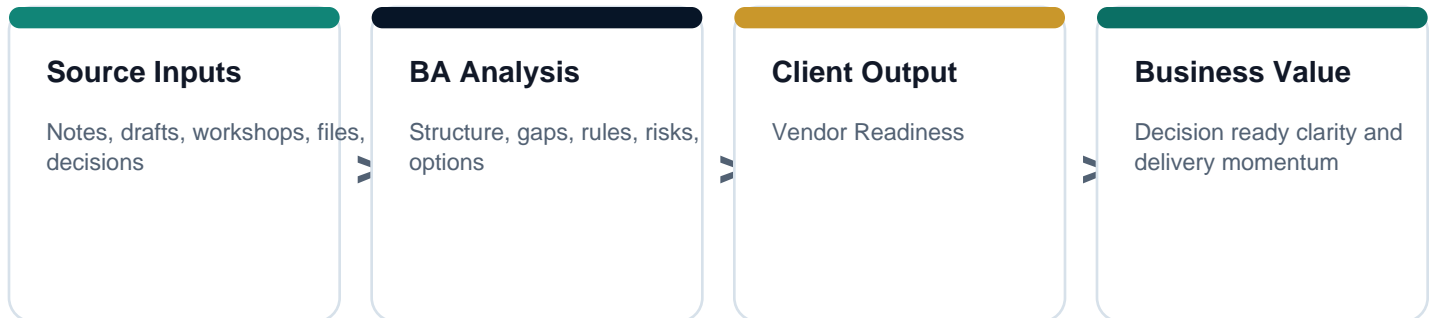 Source Inputs
Notes, drafts, workshops, files,
decisions
>
BA Analysis
Structure, gaps, rules, risks,
options
>
Client Output
Vendor Readiness
>
Business Value
Decision ready clarity and
delivery momentum